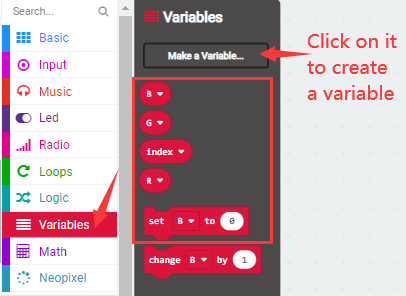 Search...
Basic
Input
Music
Led
Radio
Loops
Logic
Variables
Math
Neopixel
Variables
Make a Variable...
B
G
index
R
set B to 0
change B by 1
Click on it
to create
a variable